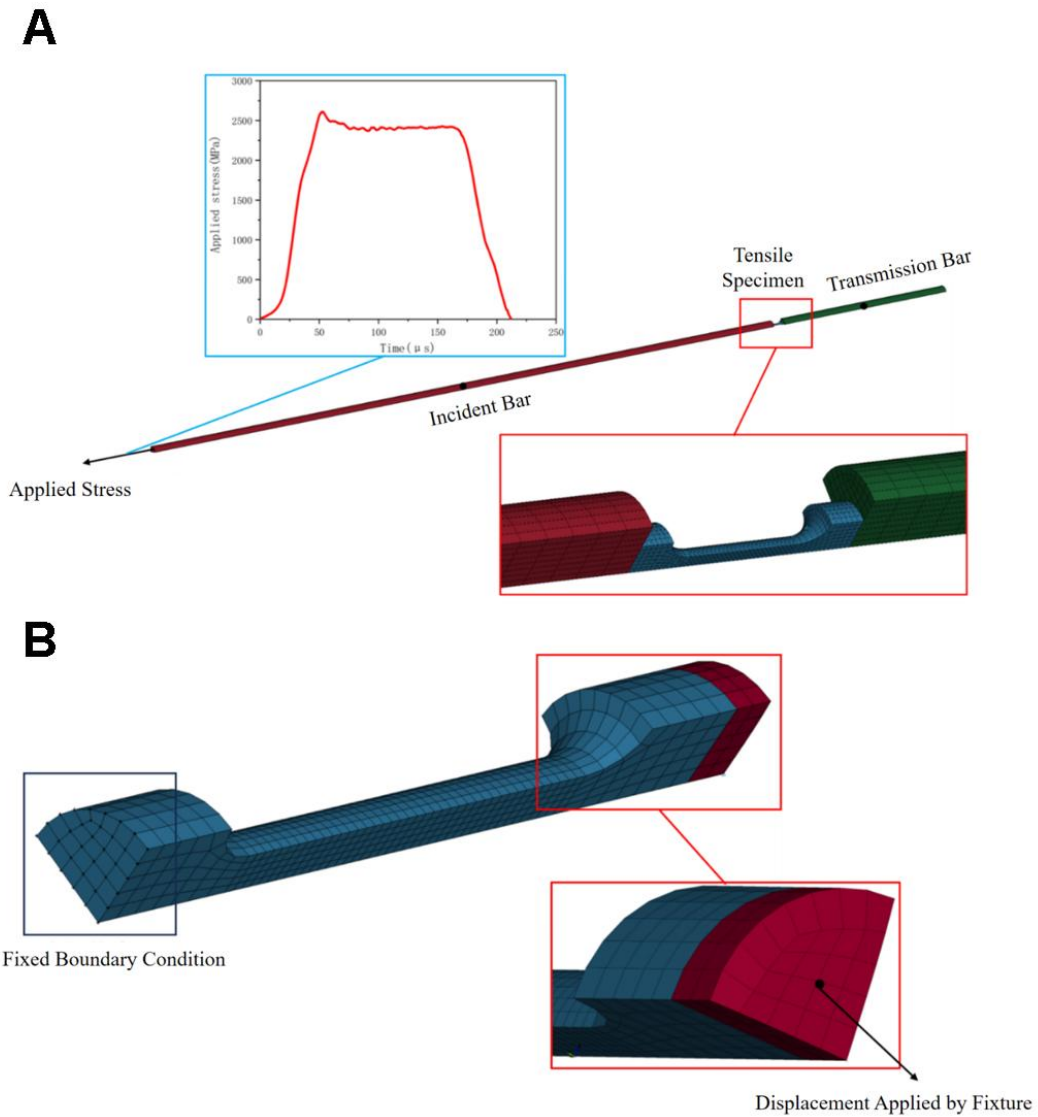 A
3000
2500
2000
1500
1000
500
0
Applied stress(MPa)
0 50 100 150 200 250
Time(μs)
Tensile
Specimen
Transmission Bar
Incident Bar
Applied Stress
B
Fixed Boundary Condition
Displacement Applied by Fixture